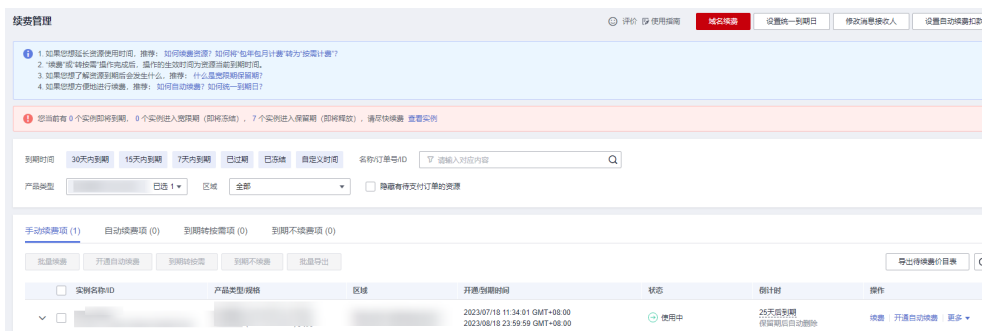 续费管理
评价 使用指南 域名续费 设置统一到期日 修改消息接收人 设置自动续费扣款
1. 如果您想延长资源使用时间，推荐： 如何续费资源? 如何将“包年包月计费”转为“按需计费”?
2. “续费”或“转按需”操作完成后，操作的生效时间为资源当前到期时间。
3. 如果您想了解资源到期后会发生什么，推荐： 什么是宽限期保留期?
4. 如果您想方便地进行续费，推荐： 如何自动续费? 如何统一到期日?
您当前有 0 个实例即将到期， 0 个实例进入宽限期（即将冻结）， 7 个实例进入保留期（即将释放），请尽快续费 查看实例
到期时间 30天内到期 15天内到期 7天内到期 已过期 已冻结 自定义时间 名称/订单号/ID 请输入对应内容
产品类型 已选 1 区域 全部 隐藏有待支付订单的资源
手动续费项 (1) 自动续费项 (0) 到期转按需项 (0) 到期不续费项 (0)
批量续费 开通自动续费 到期转按需 到期不续费 批量导出 导出待续费价目表
实例名称/ID 产品类型/规格 区域 开通/到期时间 状态 倒计时 操作
2023/07/18 11:34:01 GMT+08:00 使用中 25天后到期 续费 开通自动续费 更多
2023/08/18 23:59:59 GMT+08:00 保留期后自动删除